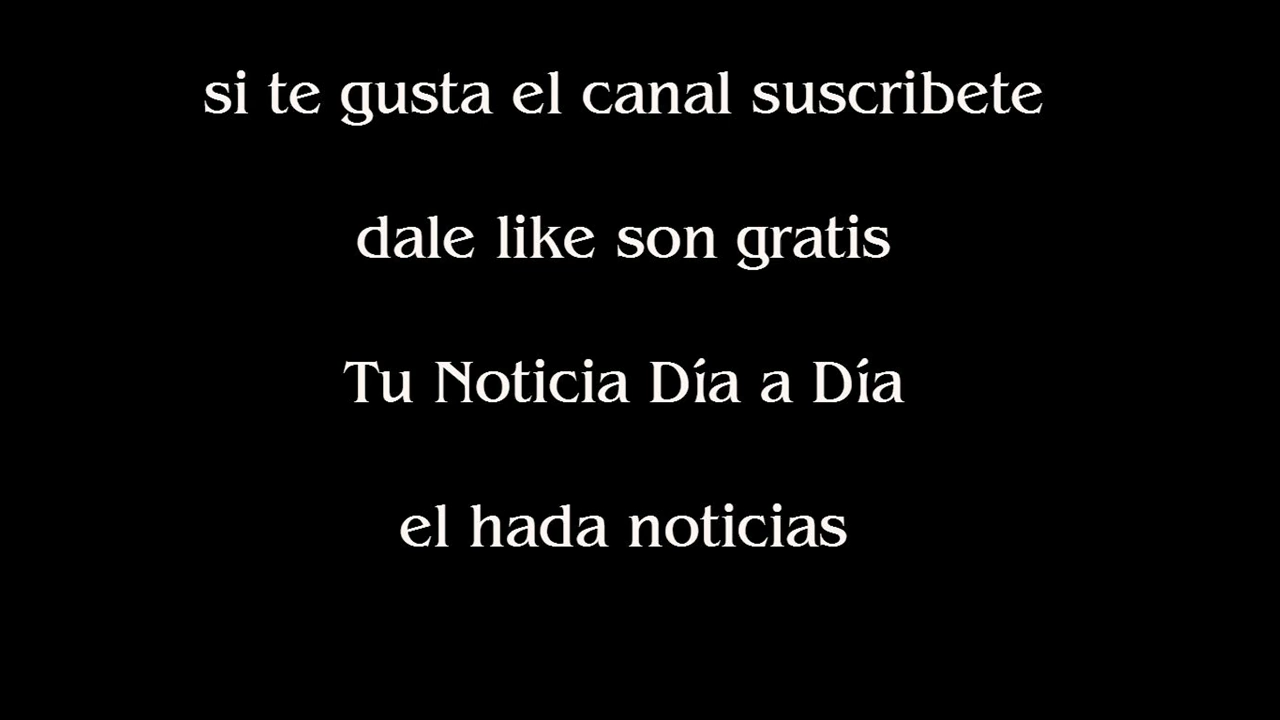 si te gusta el canal suscribete
dale like son gratis
Tu Noticia Día a Día
el hada noticias